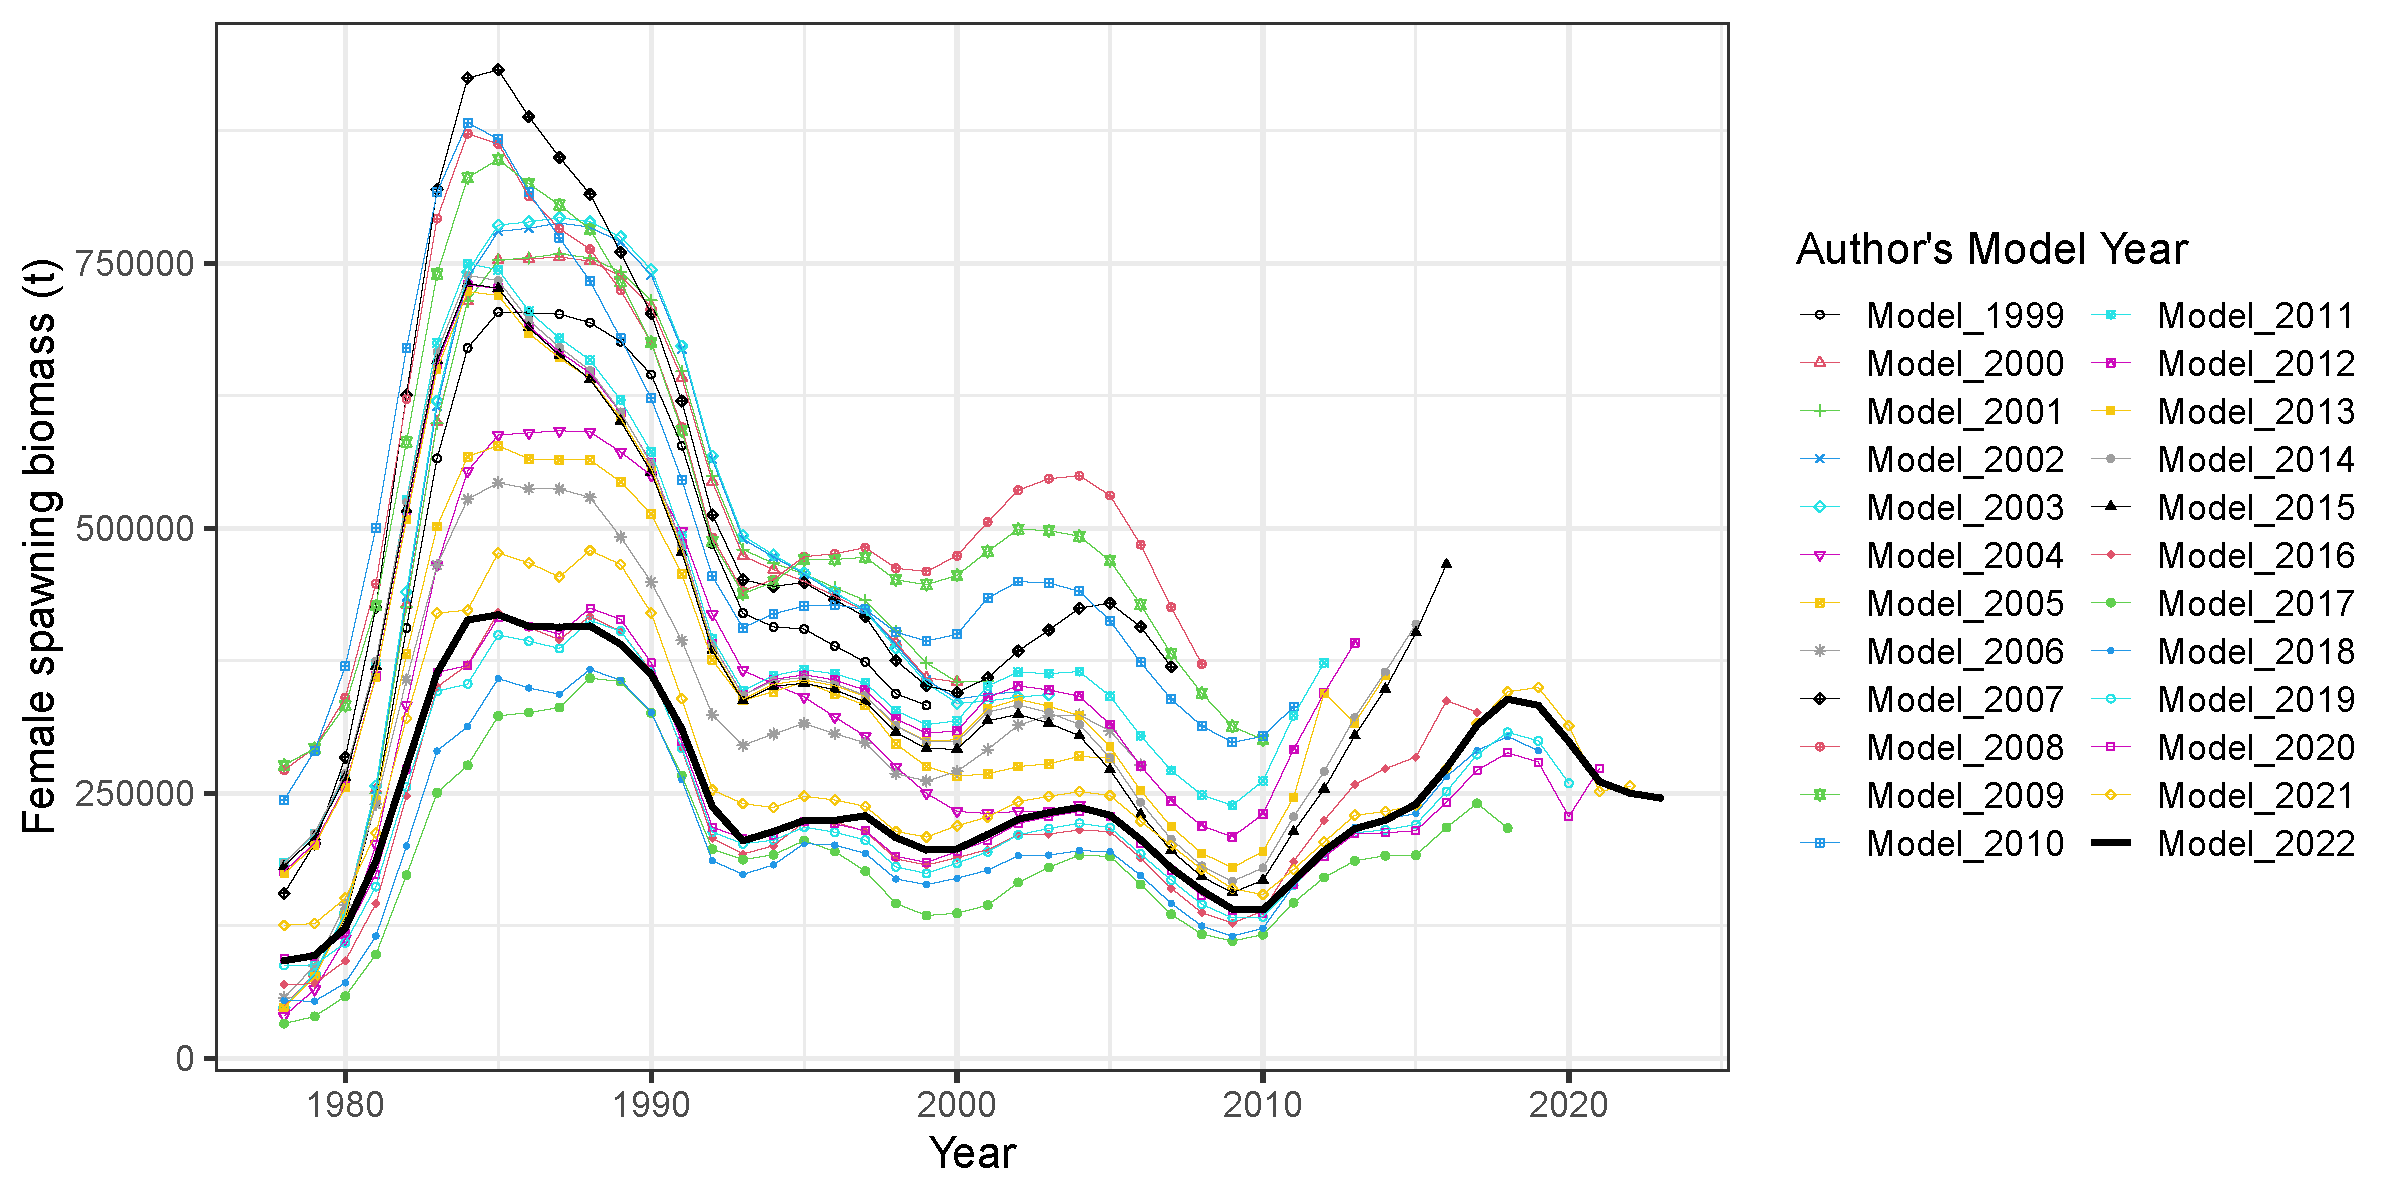 Female spawning biomass (t)
750000
500000
250000
0
1980 1990 2000 2010 2020
Year
Author's Model Year
Model_1999 Model_2011
Model_2000 Model_2012
Model_2001 Model_2013
Model_2002 Model_2014
Model_2003 Model_2015
Model_2004 Model_2016
Model_2005 Model_2017
Model_2006 Model_2018
Model_2007 Model_2019
Model_2008 Model_2020
Model_2009 Model_2021
Model_2010 Model_2022